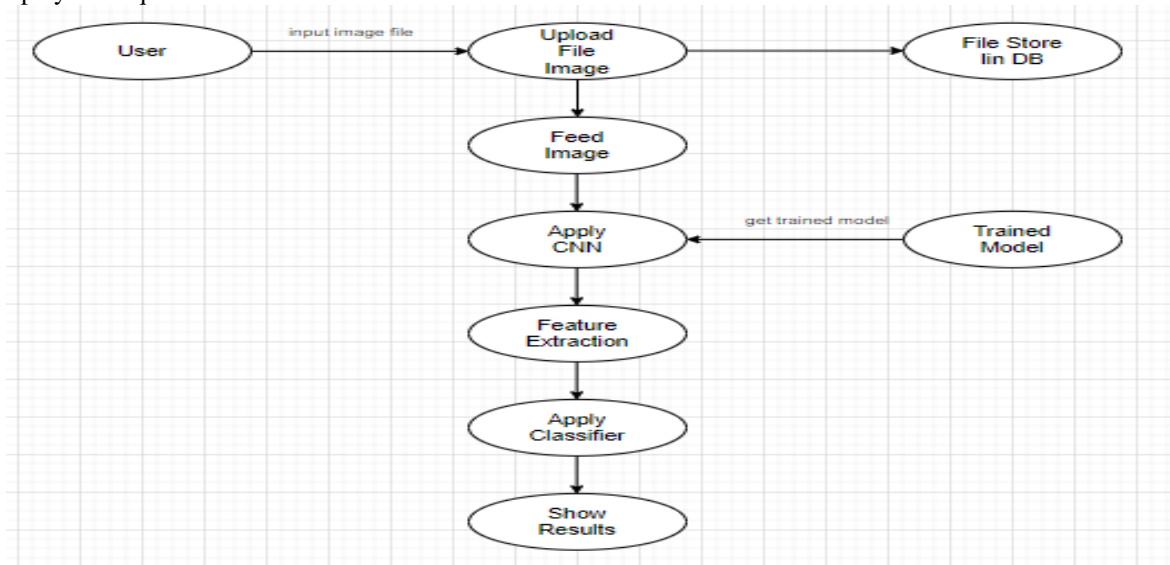 User
input image file
Upload
File
Image
File Store
Iin DB
Feed
Image
Apply
CNN
get trained model
Trained
Model
Feature
Extraction
Apply
Classifier
Show
Results